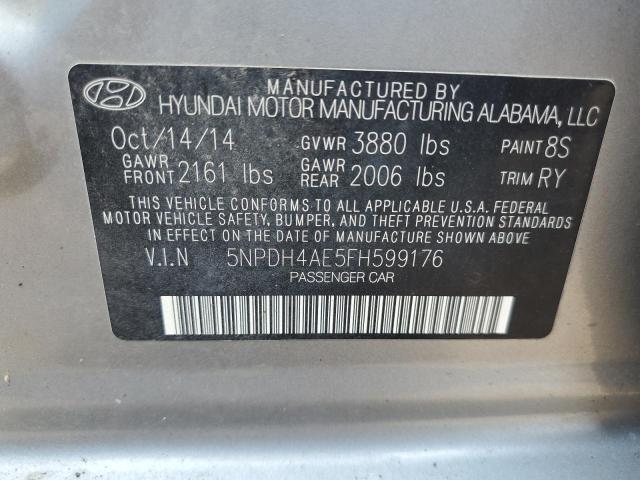 MANUFACTURED BY
HYUNDAI MOTOR MANUFACTURING ALABAMA, LLC
Oct/14/14 GVWR 3880 lbs PAINT 8S
GAWR FRONT 2161 lbs GAWR REAR 2006 lbs TRIM RY
THIS VEHICLE CONFORMS TO ALL APPLICABLE U.S.A. FEDERAL
MOTOR VEHICLE SAFETY, BUMPER, AND THEFT PREVENTION STANDARDS
IN EFFECT ON THE DATE OF MANUFACTURE SHOWN ABOVE.
V.I.N 5NPDH4AE5FH599176
PASSENGER CAR